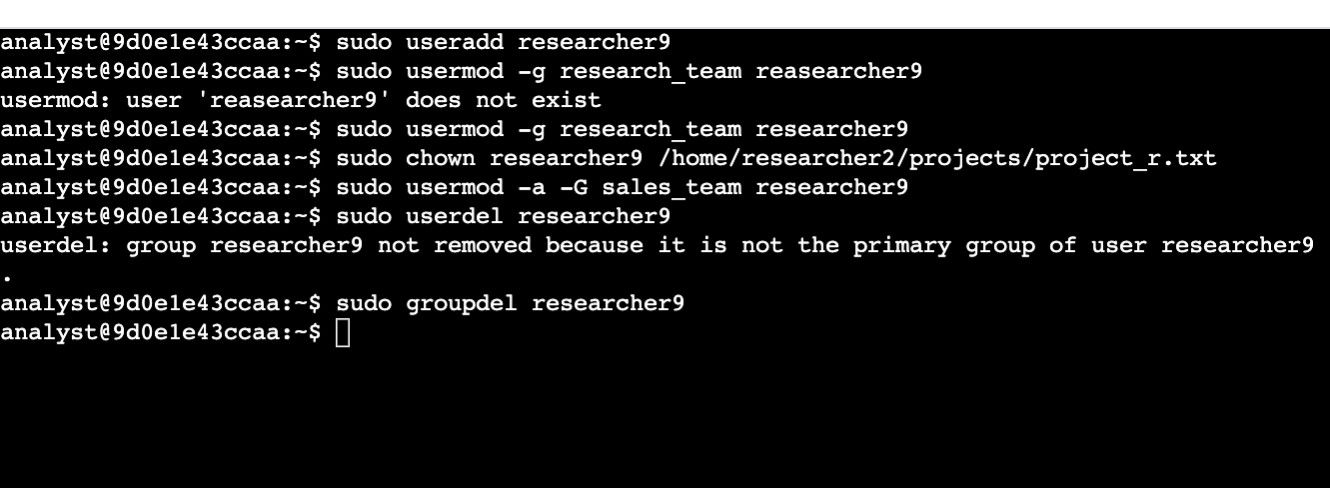 analyst@9d0e1e43ccaa:~$ sudo useradd researcher9
analyst@9d0e1e43ccaa:~$ sudo usermod -g research_team reasearcher9
usermod: user 'reasearcher9' does not exist
analyst@9d0e1e43ccaa:~$ sudo usermod -g research_team researcher9
analyst@9d0e1e43ccaa:~$ sudo chown researcher9 /home/researcher2/projects/project_r.txt
analyst@9d0e1e43ccaa:~$ sudo usermod -a -G sales_team researcher9
analyst@9d0e1e43ccaa:~$ sudo userdel researcher9
userdel: group researcher9 not removed because it is not the primary group of user researcher9
.
analyst@9d0e1e43ccaa:~$ sudo groupdel researcher9
analyst@9d0e1e43ccaa:~$